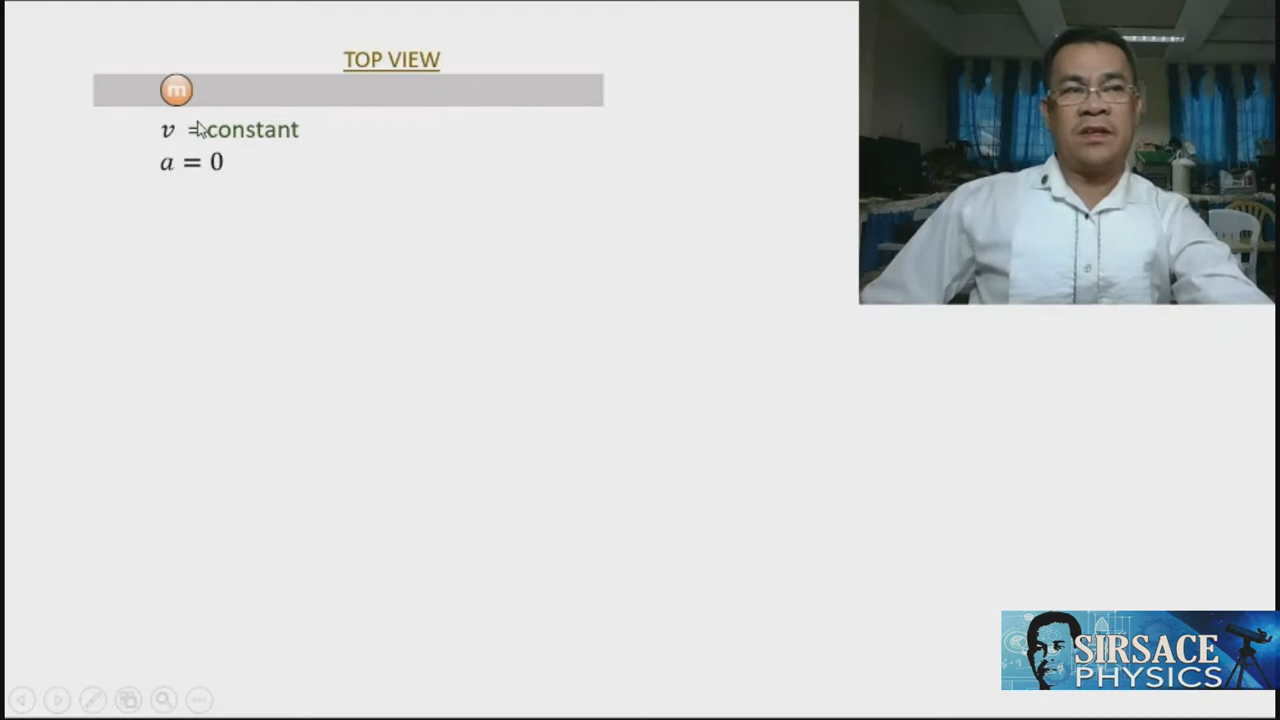 TOP VIEW
m
v = constant
a = 0
SIRSACE
PHYSICS